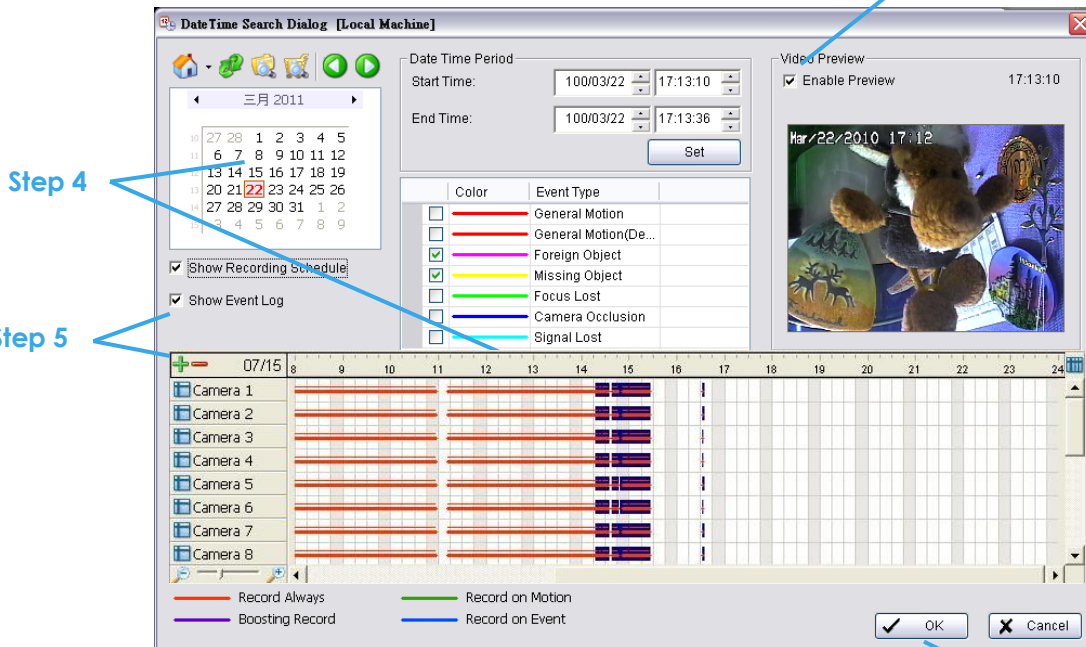 DateTime Search Dialog [Local Machine]
三月 2011
10 27 28 1 2 3 4 5
11 6 7 8 9 10 11 12
13 14 15 16 17 18 19
13 20 21 22 23 24 25 26
14 27 28 29 30 31 1 2
15 3 4 5 6 7 8 9
Show Recording Schedule
Show Event Log
Step 4
Step 5
Date Time Period
Start Time: 100/03/22 17:13:10
End Time: 100/03/22 17:13:36
Set
Color Event Type
General Motion
General Motion(De...
Foreign Object
Missing Object
Focus Lost
Camera Occlusion
Signal Lost
Video Preview
Enable Preview 17:13:10
Mar/22/2010 17:12
07/15 8 9 10 11 12 13 14 15 16 17 18 19 20 21 22 23 24
Camera 1
Camera 2
Camera 3
Camera 4
Camera 5
Camera 6
Camera 7
Camera 8
Record Always Record on Motion
Boosting Record Record on Event
OK Cancel